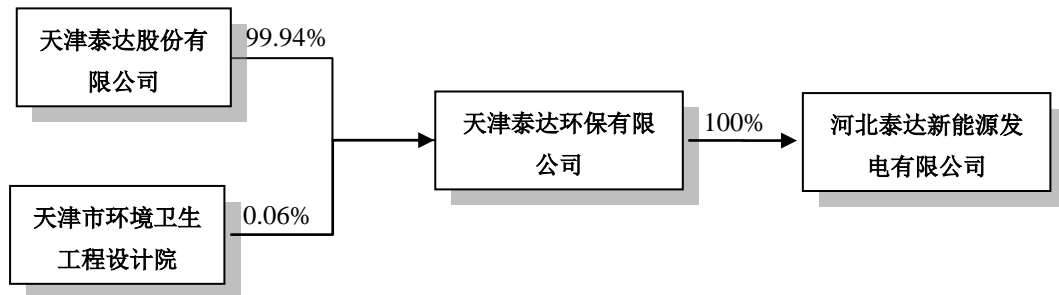 天津泰达股份有
限公司
99.94%
天津市环境卫生
工程设计院
0.06%
天津泰达环保有限
公司
100%
河北泰达新能源发
电有限公司